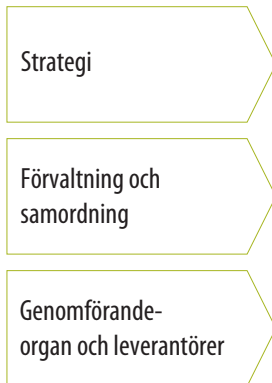 Strategi
Förvaltning och
samordning
Genomförande-
organ och leverantörer